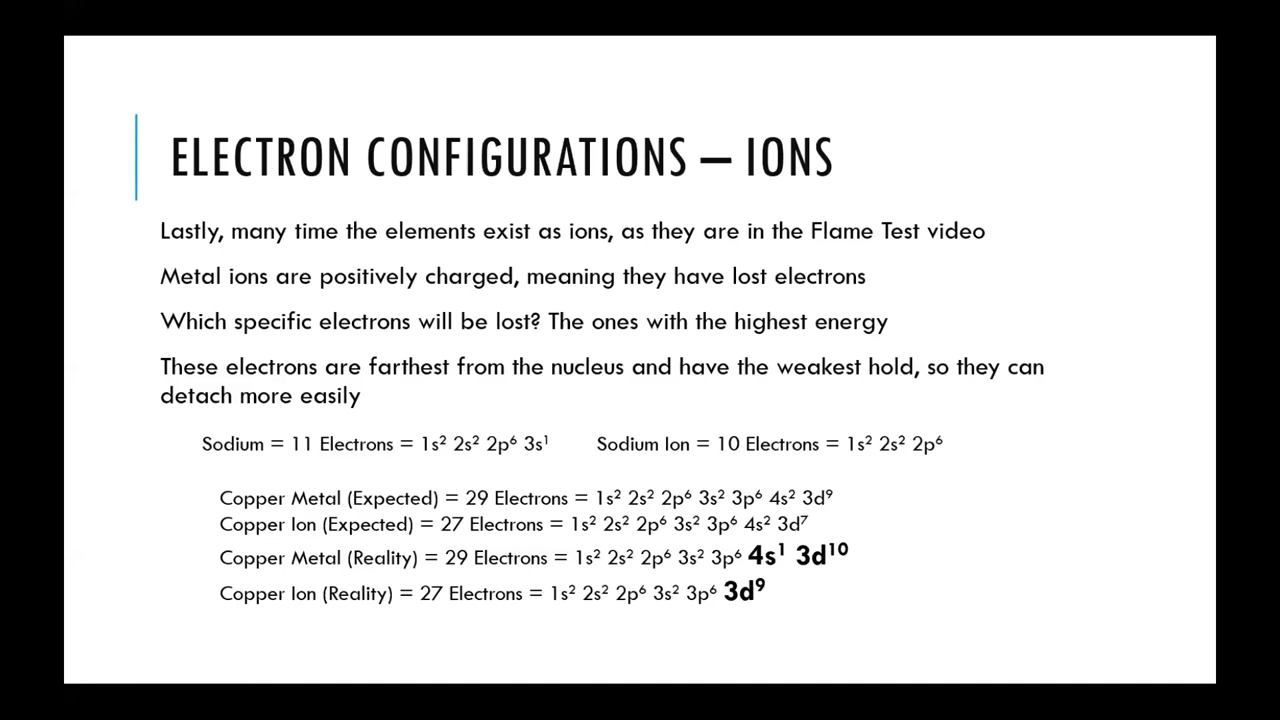 ELECTRON CONFIGURATIONS – IONS
Lastly, many time the elements exist as ions, as they are in the Flame Test video
Metal ions are positively charged, meaning they have lost electrons
Which specific electrons will be lost? The ones with the highest energy
These electrons are farthest from the nucleus and have the weakest hold, so they can
detach more easily
Sodium = 11 Electrons = 1s² 2s² 2p⁶ 3s¹ Sodium Ion = 10 Electrons = 1s² 2s² 2p⁶
Copper Metal (Expected) = 29 Electrons = 1s² 2s² 2p⁶ 3s² 3p⁶ 4s² 3d⁹
Copper Ion (Expected) = 27 Electrons = 1s² 2s² 2p⁶ 3s² 3p⁶ 4s² 3d⁷
Copper Metal (Reality) = 29 Electrons = 1s² 2s² 2p⁶ 3s² 3p⁶ 4s¹ 3d¹⁰
Copper Ion (Reality) = 27 Electrons = 1s² 2s² 2p⁶ 3s² 3p⁶ 3d⁹